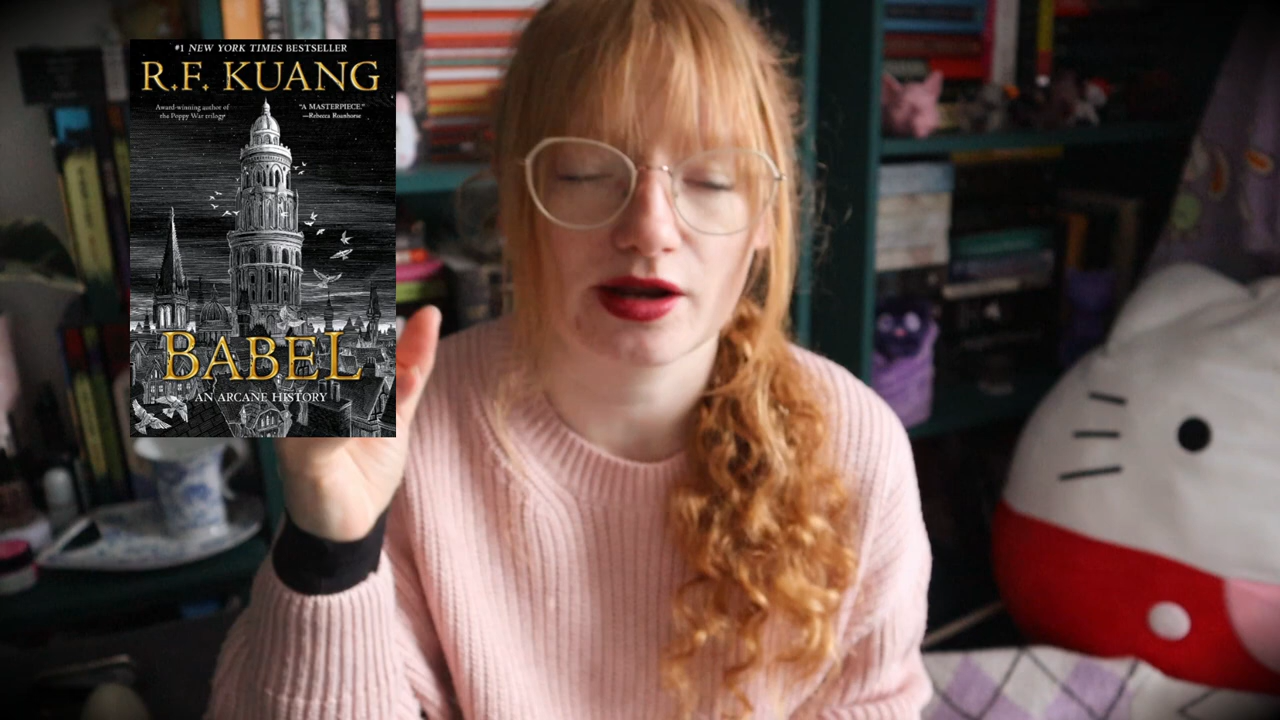 #1 NEW YORK TIMES BESTSELLER
R.F. KUANG
Award-winning author of
the Poppy War trilogy
"A MASTERPIECE."
—Rebecca Roanhorse
BABEL
AN ARCANE HISTORY